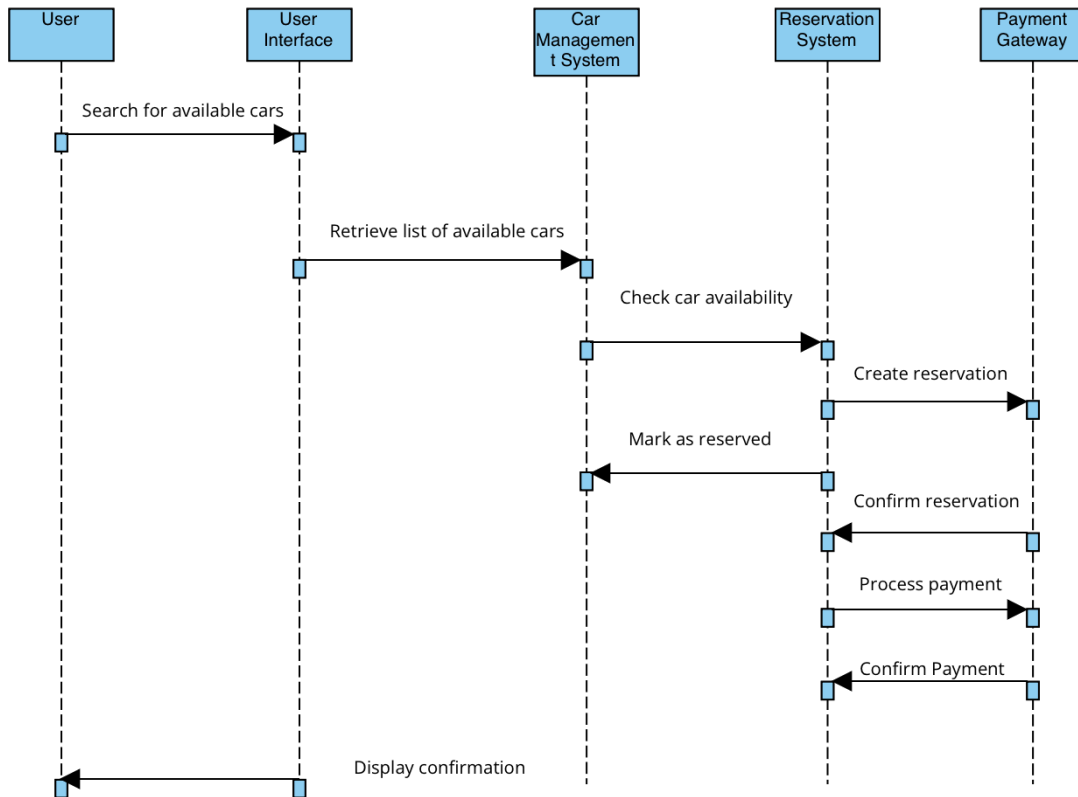 User
User
Interface
Car
Managemen
t System
Reservation
System
Payment
Gateway
Search for available cars
Retrieve list of available cars
Check car availability
Create reservation
Mark as reserved
Confirm reservation
Process payment
Confirm Payment
Display confirmation